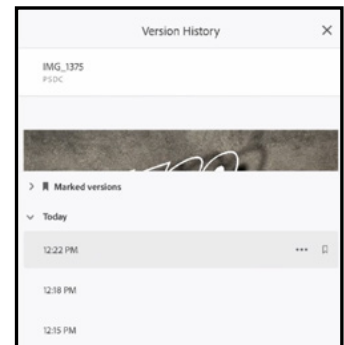 Version History
IMG_1375
PSDC
Marked versions
Today
12:22 PM
12:18 PM
12:15 PM